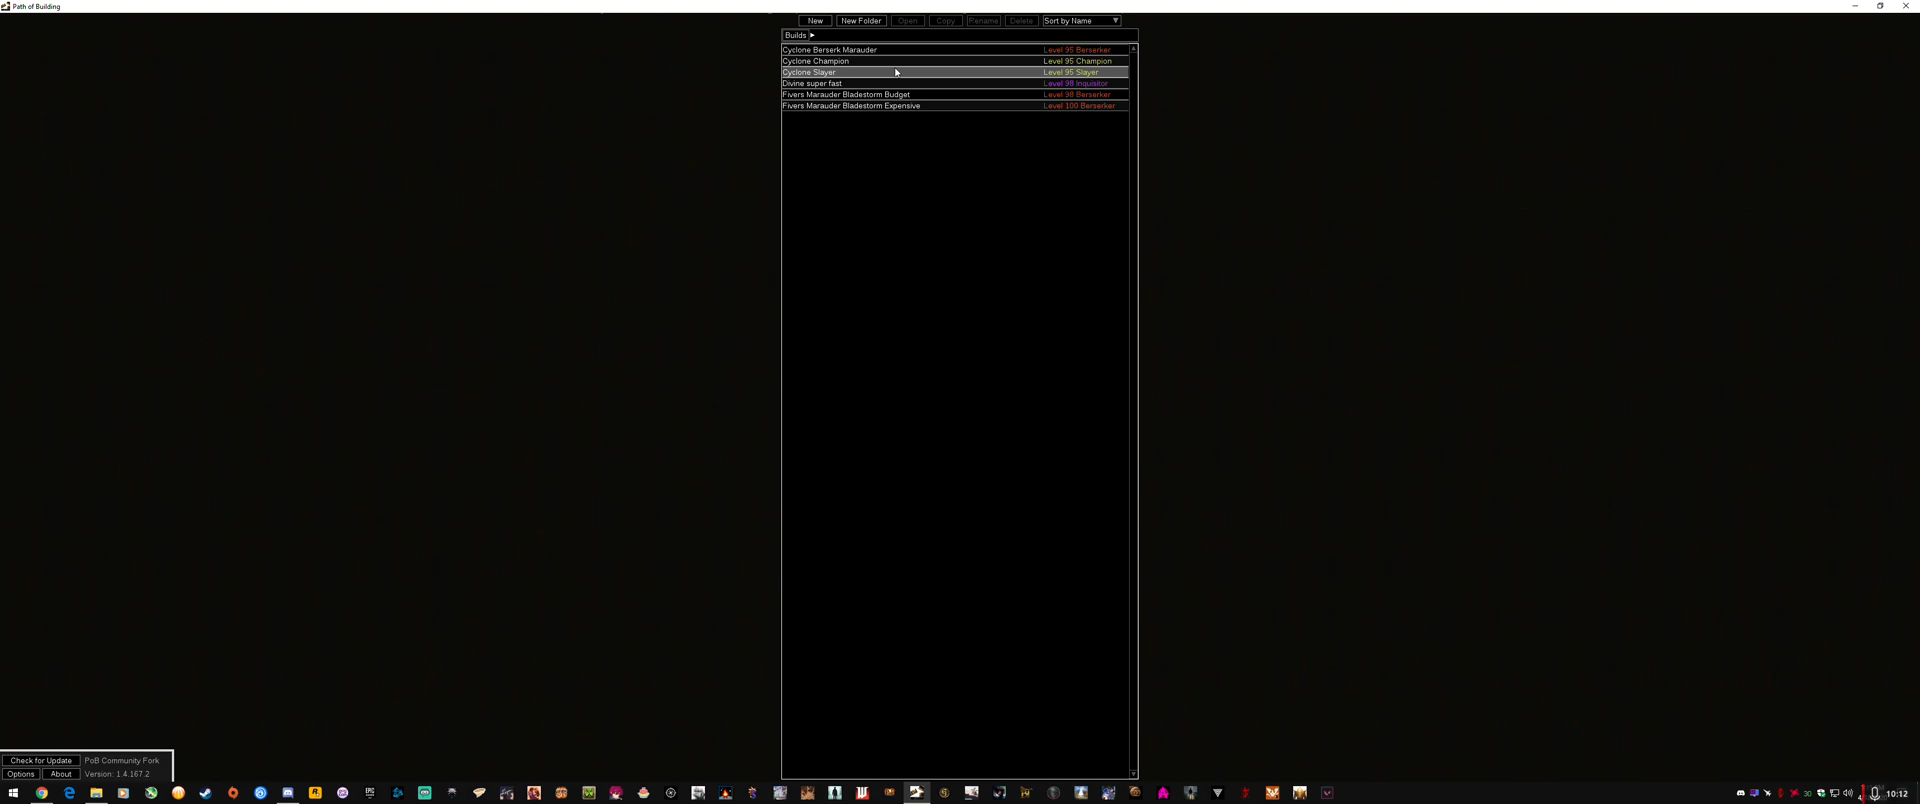 Path of Building
New New Folder Open Copy Rename Delete Sort by Name
Builds
Cyclone Berserk Marauder Level 95 Berserker
Cyclone Champion Level 95 Champion
Cyclone Slayer Level 95 Slayer
Divine super fast Level 98 Inquisitor
Fivers Marauder Bladestorm Budget Level 98 Berserker
Fivers Marauder Bladestorm Expensive Level 100 Berserker
Check for Update PoB Community Fork
Options About Version: 1.4.167.2
30 10:12